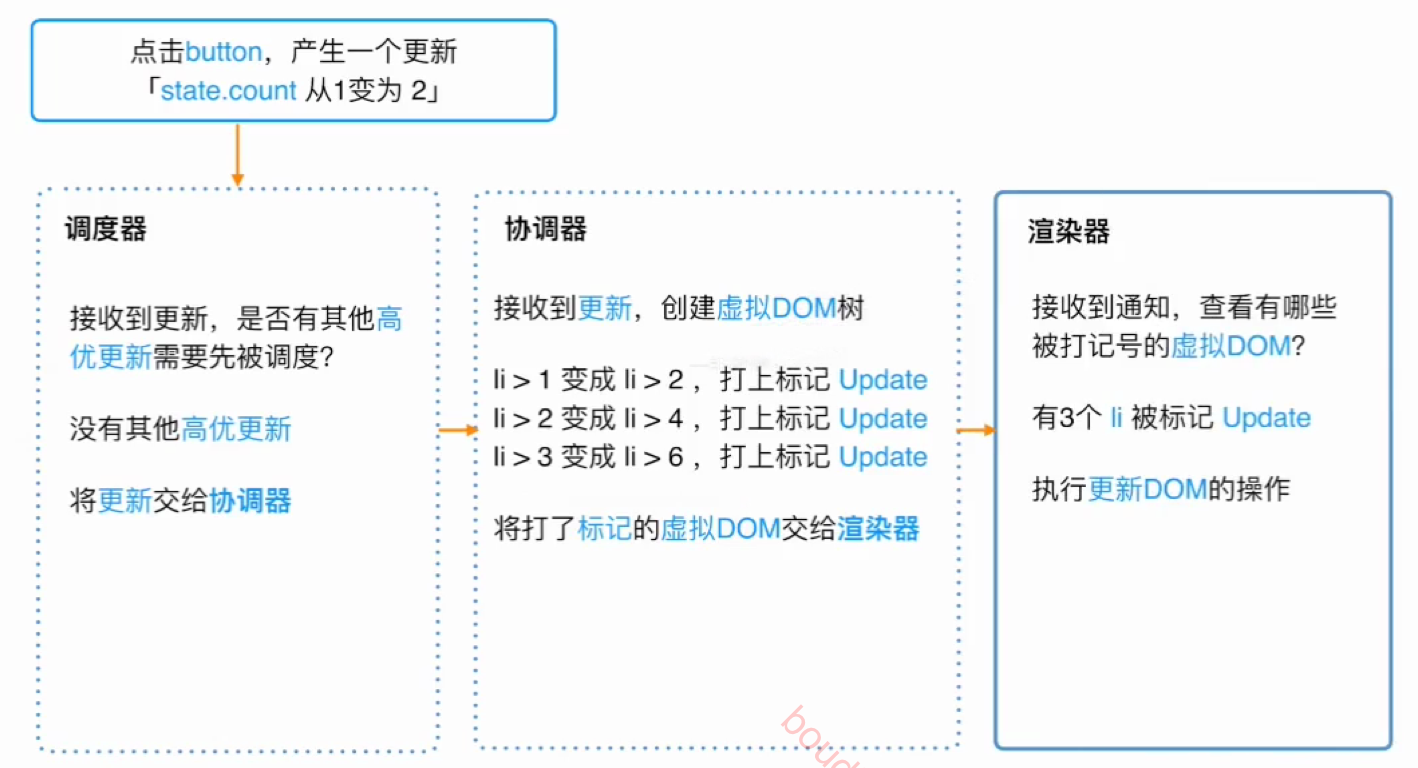 点击button，产生一个更新
「state.count 从1变为 2」
调度器
接收到更新，是否有其他高
优更新需要先被调度？
没有其他高优更新
将更新交给协调器
协调器
接收到更新，创建虚拟DOM树
li > 1 变成 li > 2 ，打上标记 Update
li > 2 变成 li > 4 ，打上标记 Update
li > 3 变成 li > 6 ，打上标记 Update
将打了标记的虚拟DOM交给渲染器
渲染器
接收到通知，查看有哪些
被打记号的虚拟DOM？
有3个 li 被标记 Update
执行更新DOM的操作